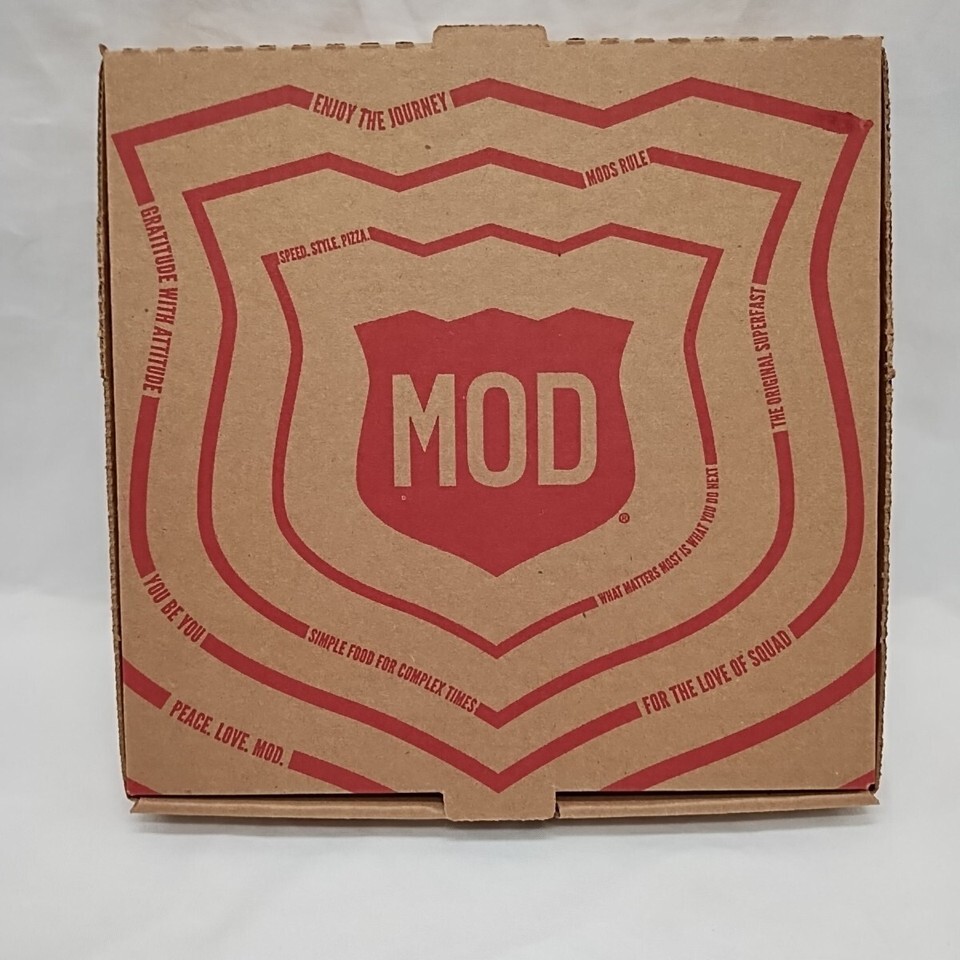 ENJOY THE JOURNEY
MODS RULE
SPEED. STYLE. PIZZA.
GRATITUDE WITH ATTITUDE
THE ORIGINAL SUPERFAST
MOD
®
WHAT MATTERS MOST IS WHAT YOU DO NEXT
YOU BE YOU
SIMPLE FOOD FOR COMPLEX TIMES
FOR THE LOVE OF SQUAD
PEACE. LOVE. MOD.